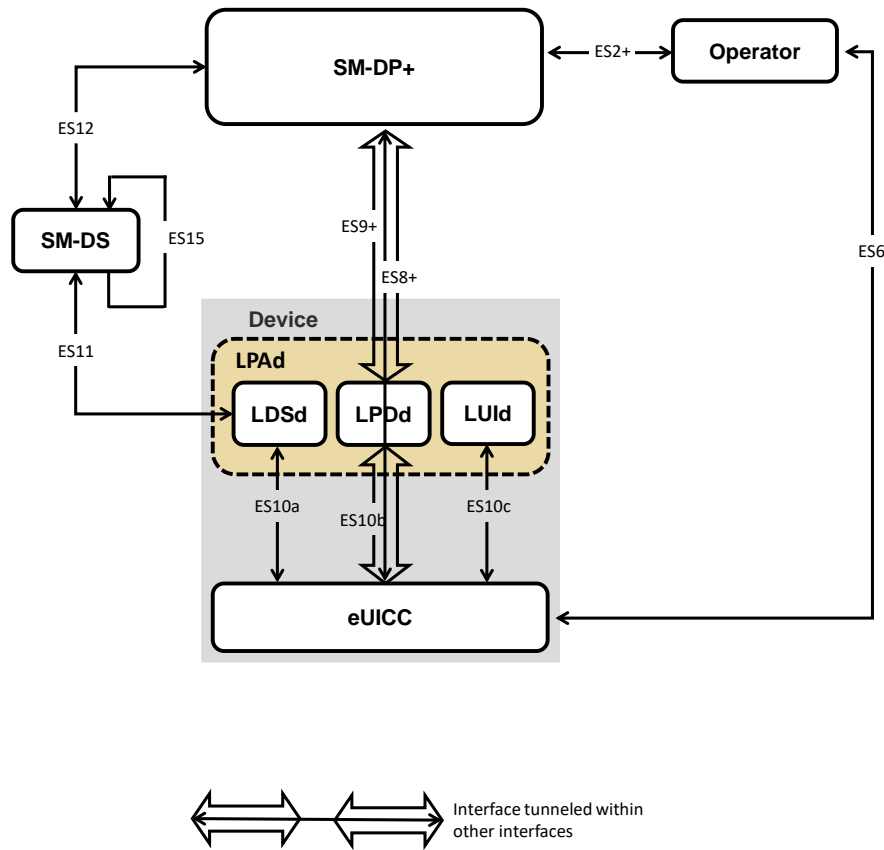 SM-DP+
ES2+
Operator
ES12
SM-DS
ES15
ES9+
ES6
ES8+
Device
ES11
LPAd
LDSd
LPDd
LUId
ES10a
ES10b
ES10c
eUICC
Interface tunneled within
other interfaces